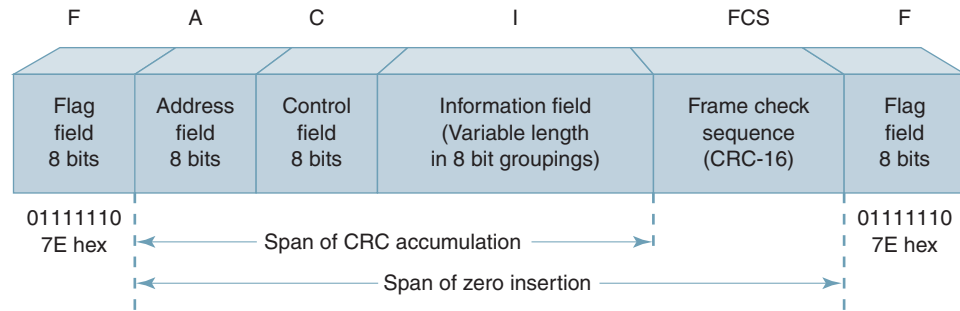 F
A
C
I
FCS
F
Flag
field
8 bits
Address
field
8 bits
Control
field
8 bits
Information field
(Variable length
in 8 bit groupings)
Frame check
sequence
(CRC-16)
Flag
field
8 bits
01111110
7E hex
Span of CRC accumulation
01111110
7E hex
Span of zero insertion